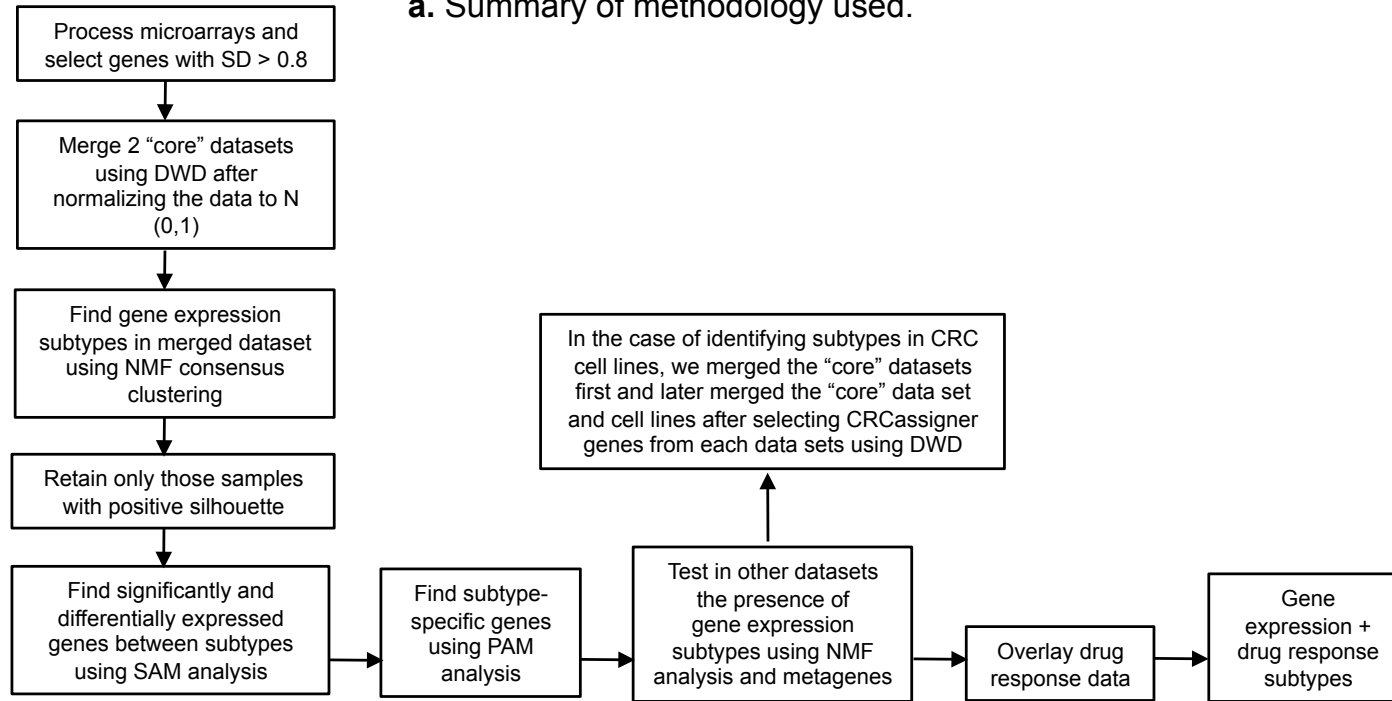 a. Summary of methodology used.
Process microarrays and
select genes with SD > 0.8
Merge 2 “core” datasets
using DWD after
normalizing the data to N
(0,1)
Find gene expression
subtypes in merged dataset
using NMF consensus
clustering
Retain only those samples
with positive silhouette
Find significantly and
differentially expressed
genes between subtypes
using SAM analysis
Find subtype-
specific genes
using PAM
analysis
Test in other datasets
the presence of
gene expression
subtypes using NMF
analysis and metagenes
In the case of identifying subtypes in CRC
cell lines, we merged the “core” datasets
first and later merged the “core” data set
and cell lines after selecting CRCassigner
genes from each data sets using DWD
Overlay drug
response data
Gene
expression +
drug response
subtypes